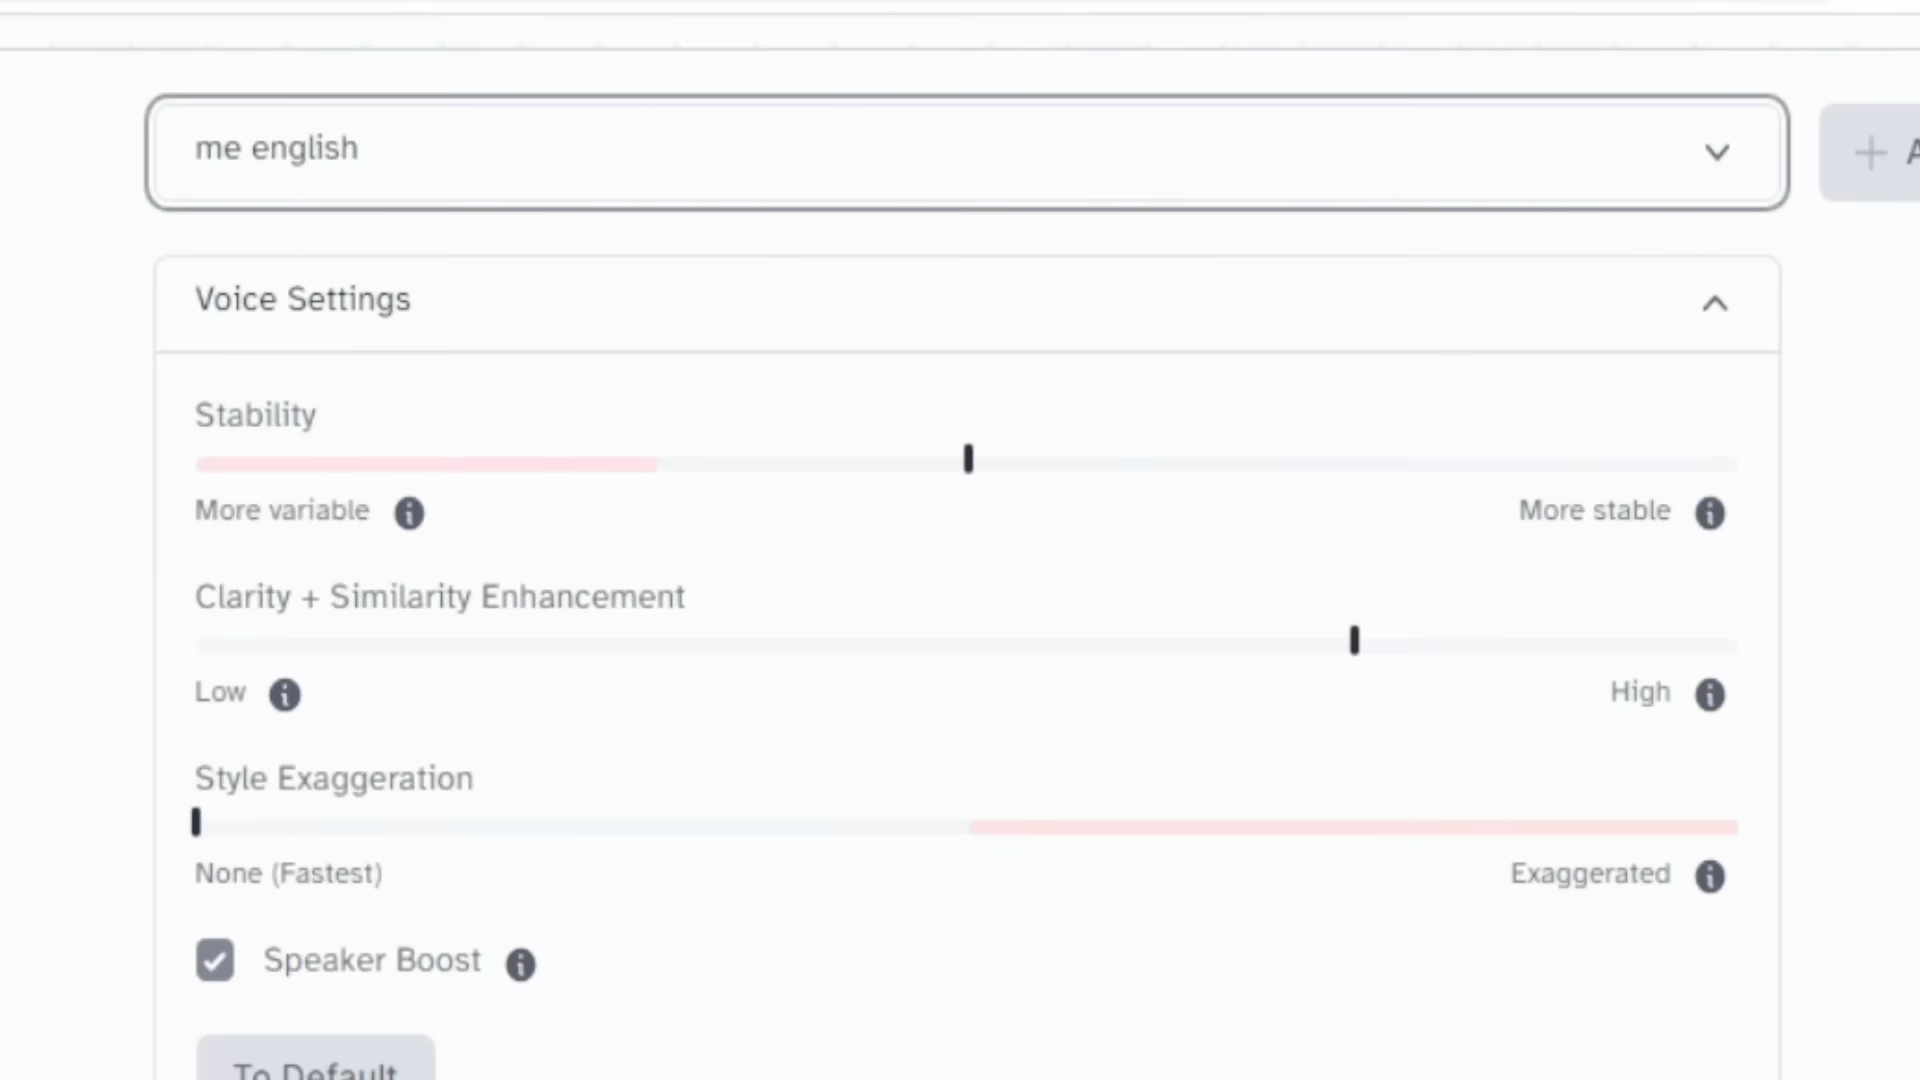 me english
Voice Settings
Stability
More variable
More stable
Clarity + Similarity Enhancement
Low
High
Style Exaggeration
None (Fastest)
Exaggerated
Speaker Boost
To Default